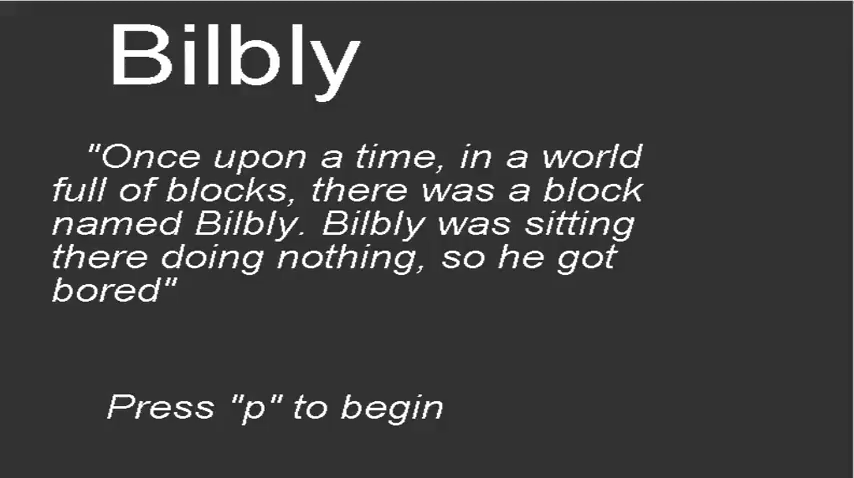 Bilbly
"Once upon a time, in a world
full of blocks, there was a block
named Bilbly. Bilbly was sitting
there doing nothing, so he got
bored"
Press "p" to begin